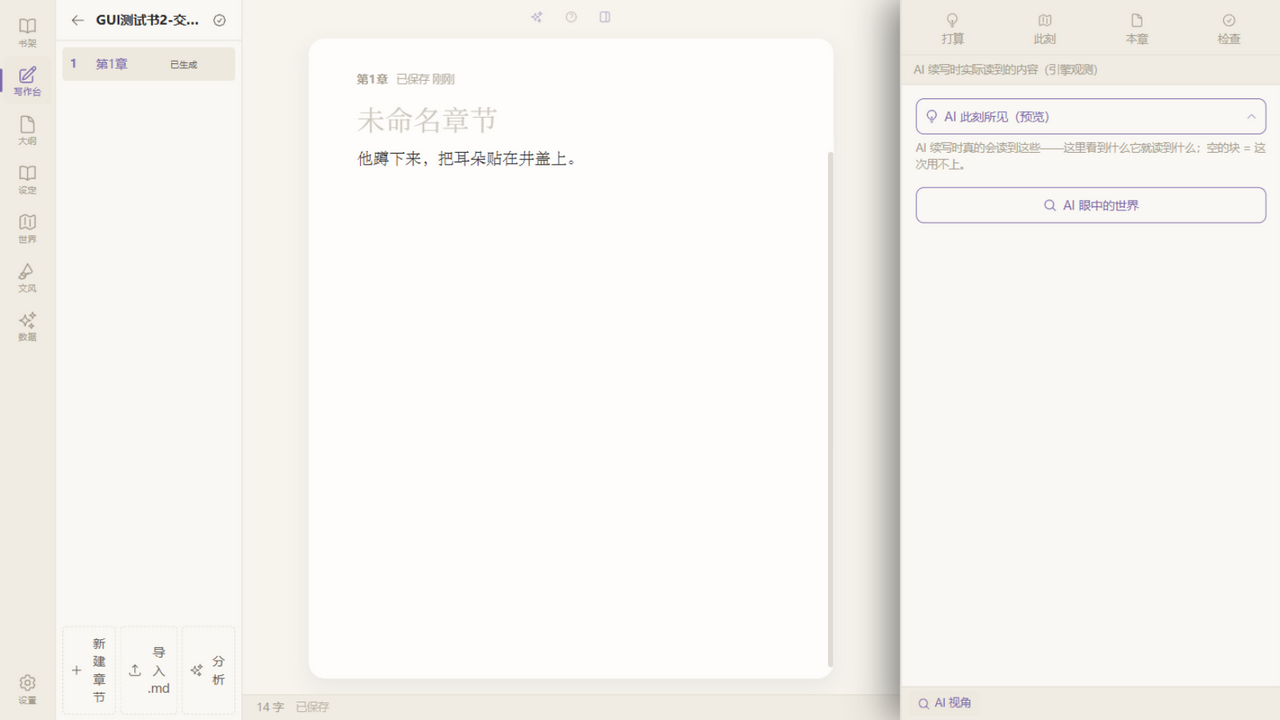 书架
写作台
大纲
设定
世界
文风
数据
设置
GUI测试书2-交...
1 第1章 已生成
新建章节
导入.md
分析
第1章 已保存 刚刚
未命名章节
他蹲下来，把耳朵贴在井盖上。
14 字 已保存
打算
此刻
本章
检查
AI 续写时实际读到的内容（引擎观测）
AI 此刻所见（预览）
AI 续写时真的会读到这些——这里看到什么它就读到什么；空的块 = 这
次用不上。
AI 眼中的世界
AI 视角